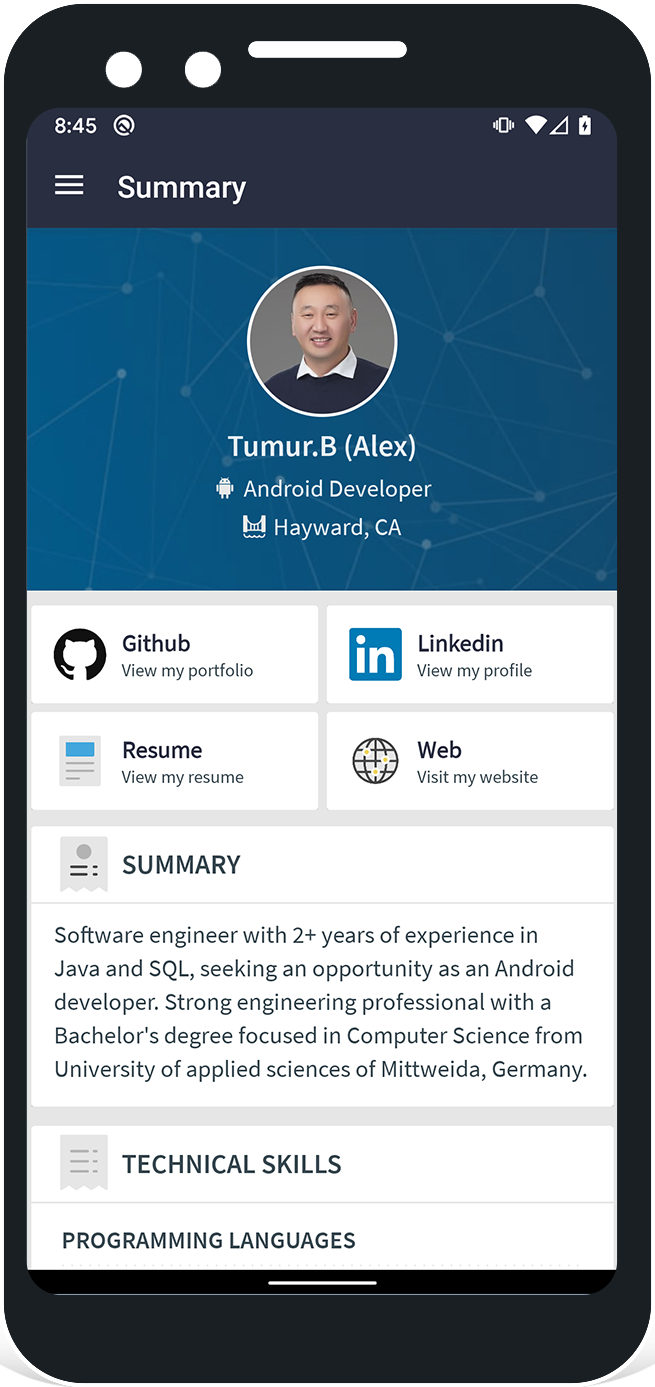 8:45
Summary
Tumur.B (Alex)
Android Developer
Hayward, CA
Github
View my portfolio
Linkedin
View my profile
Resume
View my resume
Web
Visit my website
SUMMARY
Software engineer with 2+ years of experience in
Java and SQL, seeking an opportunity as an Android
developer. Strong engineering professional with a
Bachelor's degree focused in Computer Science from
University of applied sciences of Mittweida, Germany.
TECHNICAL SKILLS
PROGRAMMING LANGUAGES